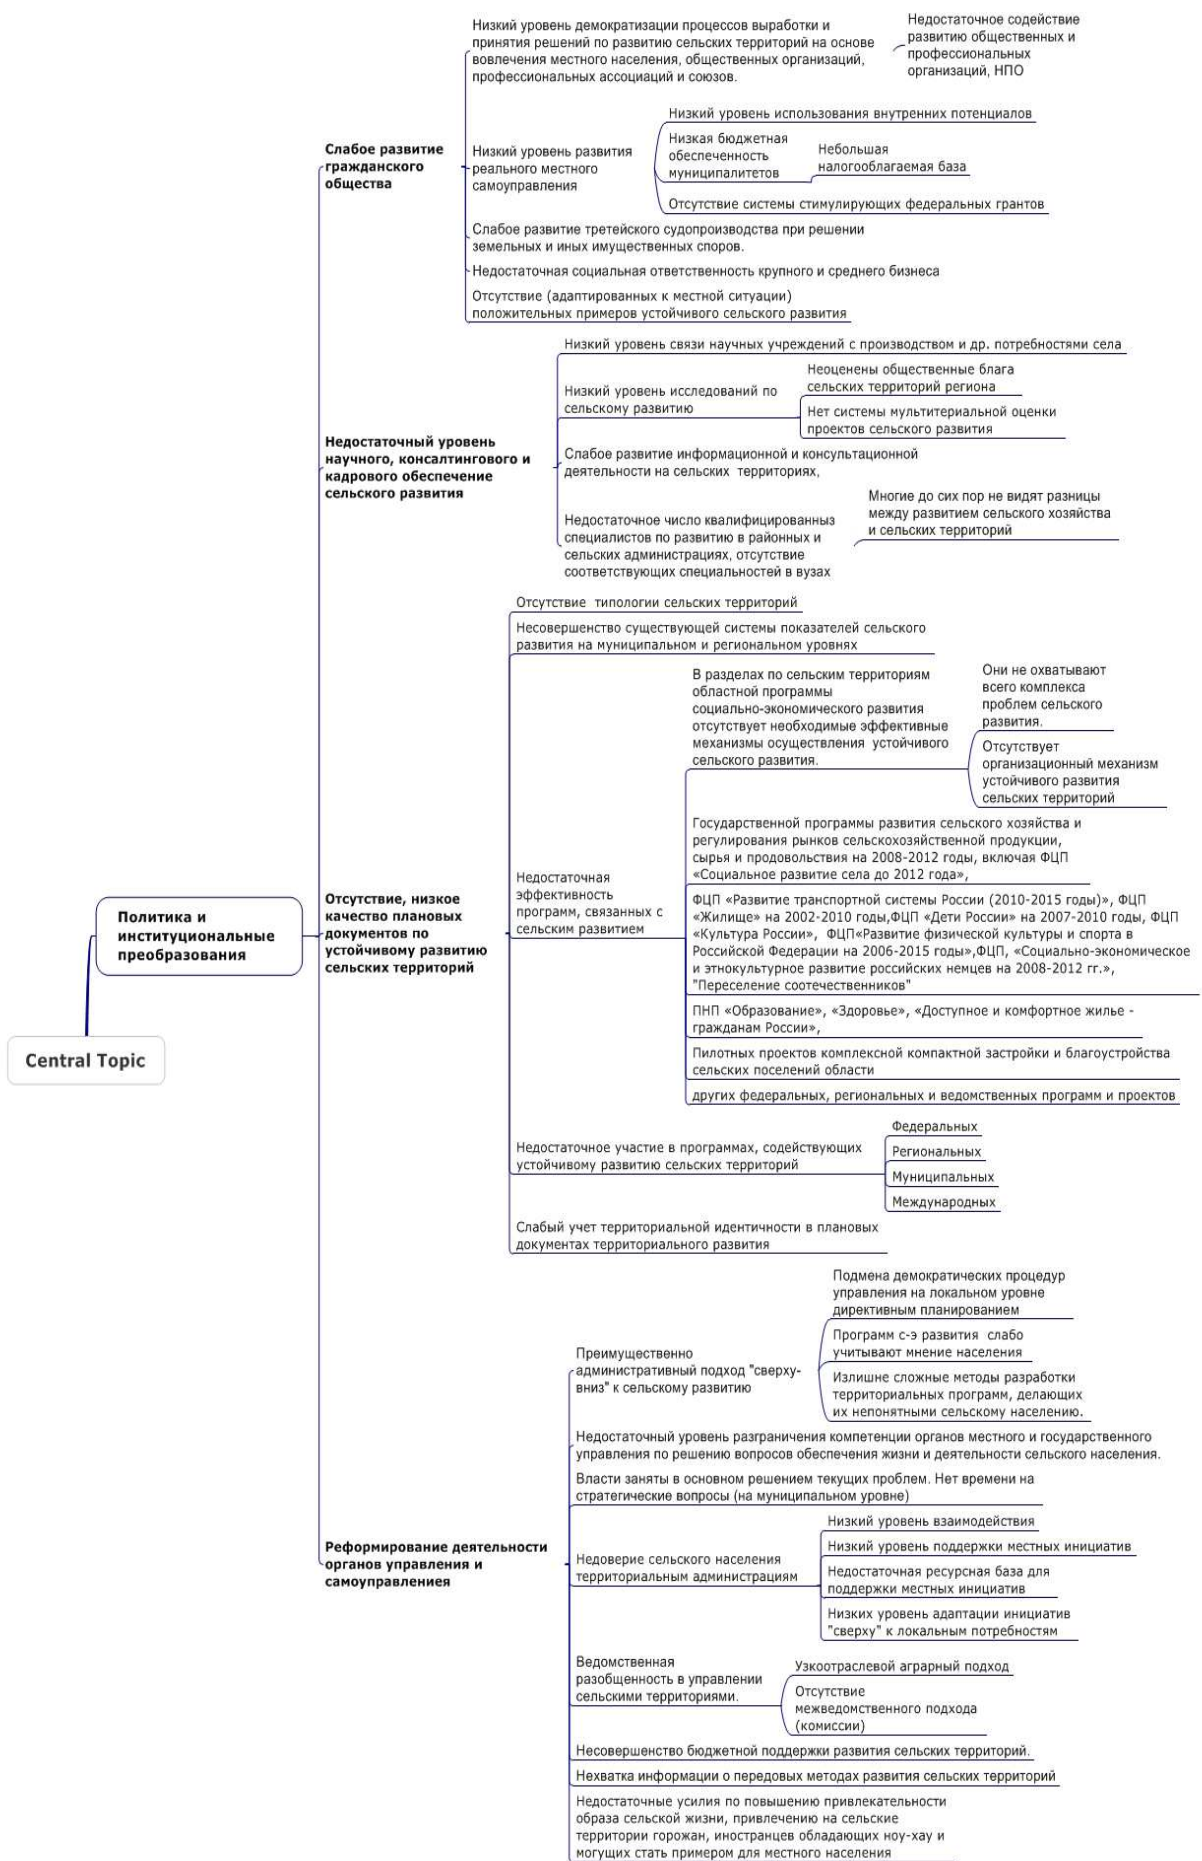 Низкий уровень демократизации процессов выработки и
принятия решений по развитию сельских территорий на основе
вовлечения местного населения, общественных организаций,
профессиональных ассоциаций и союзов.
Недостаточное содействие
развитию общественных и
профессиональных
организаций, НПО
Слабое развитие
гражданского
общества
Низкий уровень развития
реального местного
самоуправления
Низкий уровень использования внутренних потенциалов
Низкая бюджетная
обеспеченность
муниципалитетов
Небольшая
налогооблагаемая база
Отсутствие системы стимулирующих федеральных грантов
Слабое развитие третейского судопроизводства при решении
земельных и иных имущественных споров.
Недостаточная социальная ответственность крупного и среднего бизнеса
Отсутствие (адаптированных к местной ситуации)
положительных примеров устойчивого сельского развития
Недостаточный уровень
научного, консалтингового и
кадрового обеспечение
сельского развития
Низкий уровень связи научных учреждений с производством и др. потребностями села
Низкий уровень исследований по
сельскому развитию
Неоценены общественные блага
сельских территорий региона
Нет системы мультитериальной оценки
проектов сельского развития
Слабое развитие информационной и консультационной
деятельности на сельских территориях,
Недостаточное число квалифицированныз
специалистов по развитию в районных и
сельских администрациях, отсутствие
соответствующих специальностей в вузах
Многие до сих пор не видят разницы
между развитием сельского хозяйства
и сельских территорий
Central Topic
Политика и
институциональные
преобразования
Отсутствие, низкое
качество плановых
документов по
устойчивому развитию
сельских территорий
Отсутствие типологии сельских территорий
Несовершенство существующей системы показателей сельского
развития на муниципальном и региональном уровнях
Недостаточная
эффективность
программ, связанных с
сельским развитием
В разделах по сельским территориям
областной программы
социально-экономического развития
отсутствует необходимые эффективные
механизмы осуществления устойчивого
сельского развития.
Они не охватывают
всего комплекса
проблем сельского
развития.
Отсутствует
организационный механизм
устойчивого развития
сельских территорий
Государственной программы развития сельского хозяйства и
регулирования рынков сельскохозяйственной продукции,
сырья и продовольствия на 2008-2012 годы, включая ФЦП
«Социальное развитие села до 2012 года»,
ФЦП «Развитие транспортной системы России (2010-2015 годы)», ФЦП
«Жилище» на 2002-2010 годы,ФЦП «Дети России» на 2007-2010 годы, ФЦП
«Культура России», ФЦП«Развитие физической культуры и спорта в
Российской Федерации на 2006-2015 годы»,ФЦП, «Социально-экономическое
и этнокультурное развитие российских немцев на 2008-2012 гг.»,
"Переселение соотечественников"
ПНП «Образование», «Здоровье», «Доступное и комфортное жилье -
гражданам России»,
Пилотных проектов комплексной компактной застройки и благоустройства
сельских поселений области
других федеральных, региональных и ведомственных программ и проектов
Недостаточное участие в программах, содействующих
устойчивому развитию сельских территорий
Федеральных
Региональных
Муниципальных
Международных
Слабый учет территориальной идентичности в плановых
документах территориального развития
Реформирование деятельности
органов управления и
самоуправлениея
Преимущественно
административный подход "сверху-
вниз" к сельскому развитию
Подмена демократических процедур
управления на локальном уровне
директивным планированием
Программ с-э развития слабо
учитывают мнение населения
Излишне сложные методы разработки
территориальных программ, делающих
их непонятными сельскому населению.
Недостаточный уровень разграничения компетенции органов местного и государственного
управления по решению вопросов обеспечения жизни и деятельности сельского населения.
Власти заняты в основном решением текущих проблем. Нет времени на
стратегические вопросы (на муниципальном уровне)
Недоверие сельского населения
территориальным администрациям
Низкий уровень взаимодействия
Низкий уровень поддержки местных инициатив
Недостаточная ресурсная база для
поддержки местных инициатив
Низких уровень адаптации инициатив
"сверху" к локальным потребностям
Ведомственная
разобщенность в управлении
сельскими территориями.
Узкоотраслевой аграрный подход
Отсутствие
межведомственного подхода
(комиссии)
Несовершенство бюджетной поддержки развития сельских территорий.
Нехватка информации о передовых методах развития сельских территорий
Недостаточные усилия по повышению привлекательности
образа сельской жизни, привлечению на сельские
территории горожан, иностранцев обладающих ноу-хау и
могущих стать примером для местного населения